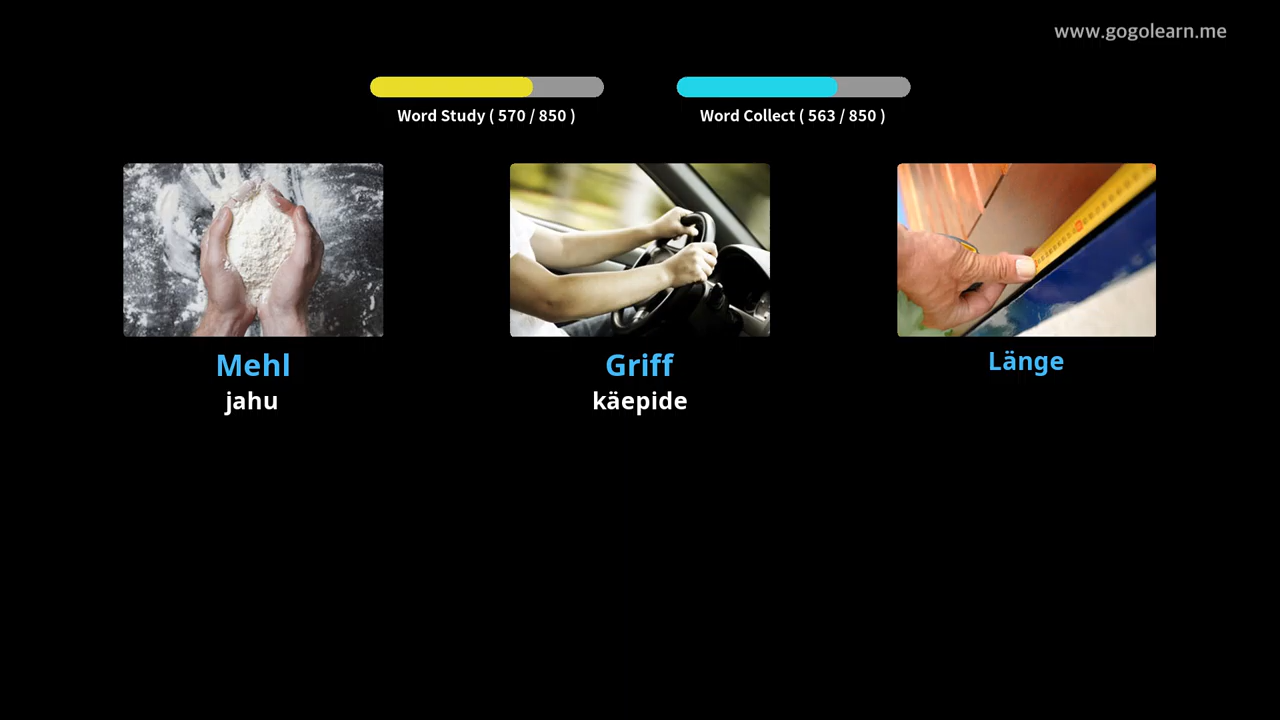 www.gogolearn.me
Word Study ( 570 / 850 )
Word Collect ( 563 / 850 )
Mehl
jahu
Griff
käepide
Länge